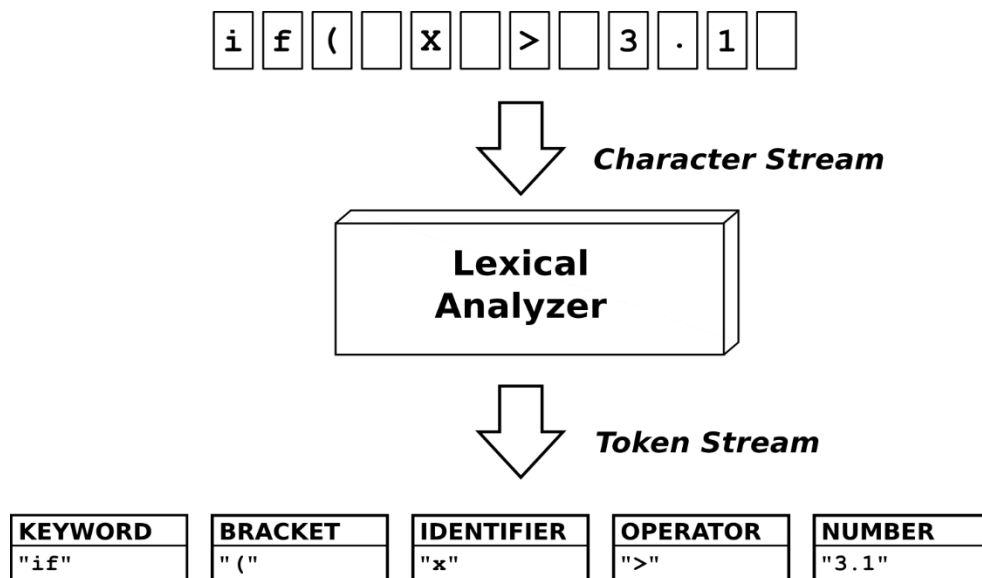 i f ( X > 3 . 1
Character Stream
Lexical
Analyzer
Token Stream
KEYWORD BRACKET IDENTIFIER OPERATOR NUMBER
"if" "(" "x" ">" "3.1"